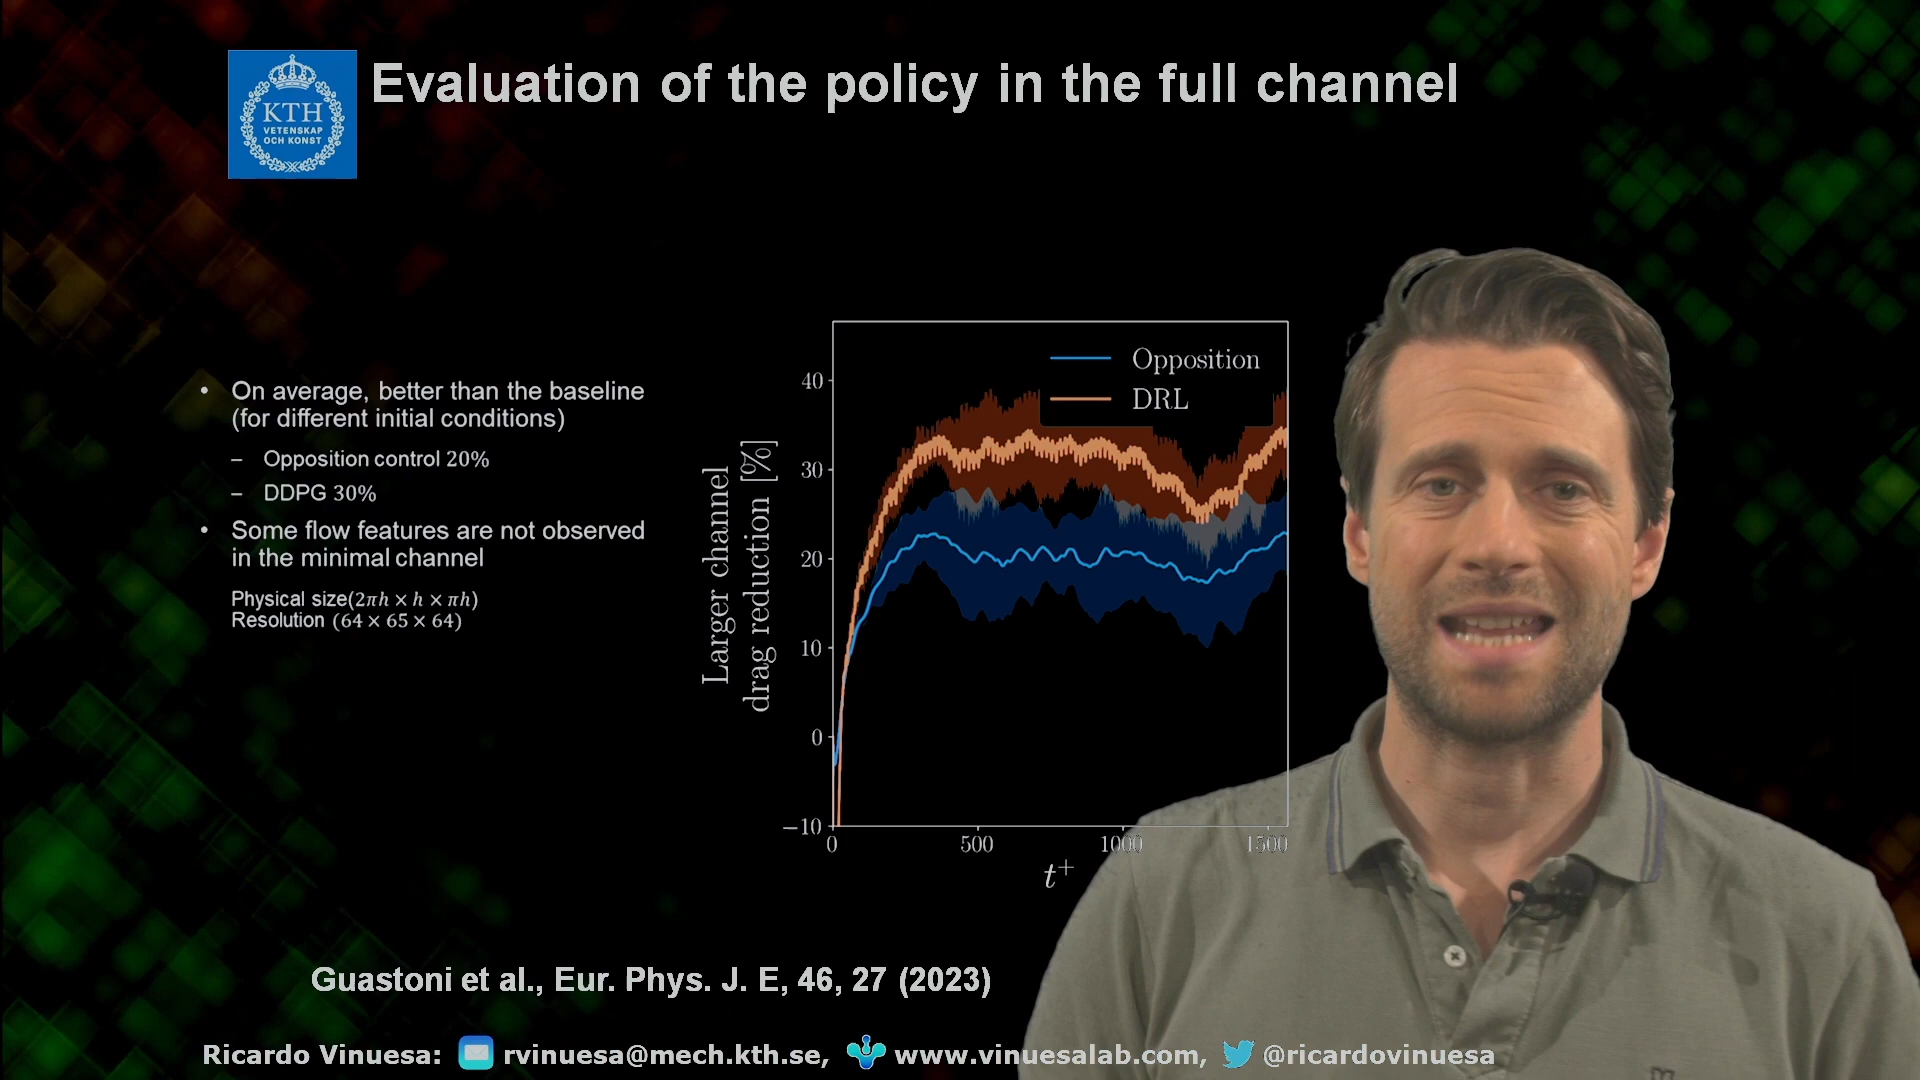 KTH
VETENSKAP
OCH KONST
Evaluation of the policy in the full channel
• On average, better than the baseline
(for different initial conditions)
– Opposition control 20%
– DDPG 30%
• Some flow features are not observed
in the minimal channel
Physical size(2πh × h × πh)
Resolution (64 × 65 × 64)
Larger channel
drag reduction [%]
Opposition
DRL
40
30
20
10
0
−10
0 500 1000 1500
t⁺
Guastoni et al., Eur. Phys. J. E, 46, 27 (2023)
Ricardo Vinuesa: rvinuesa@mech.kth.se, www.vinuesalab.com, @ricardovinuesa